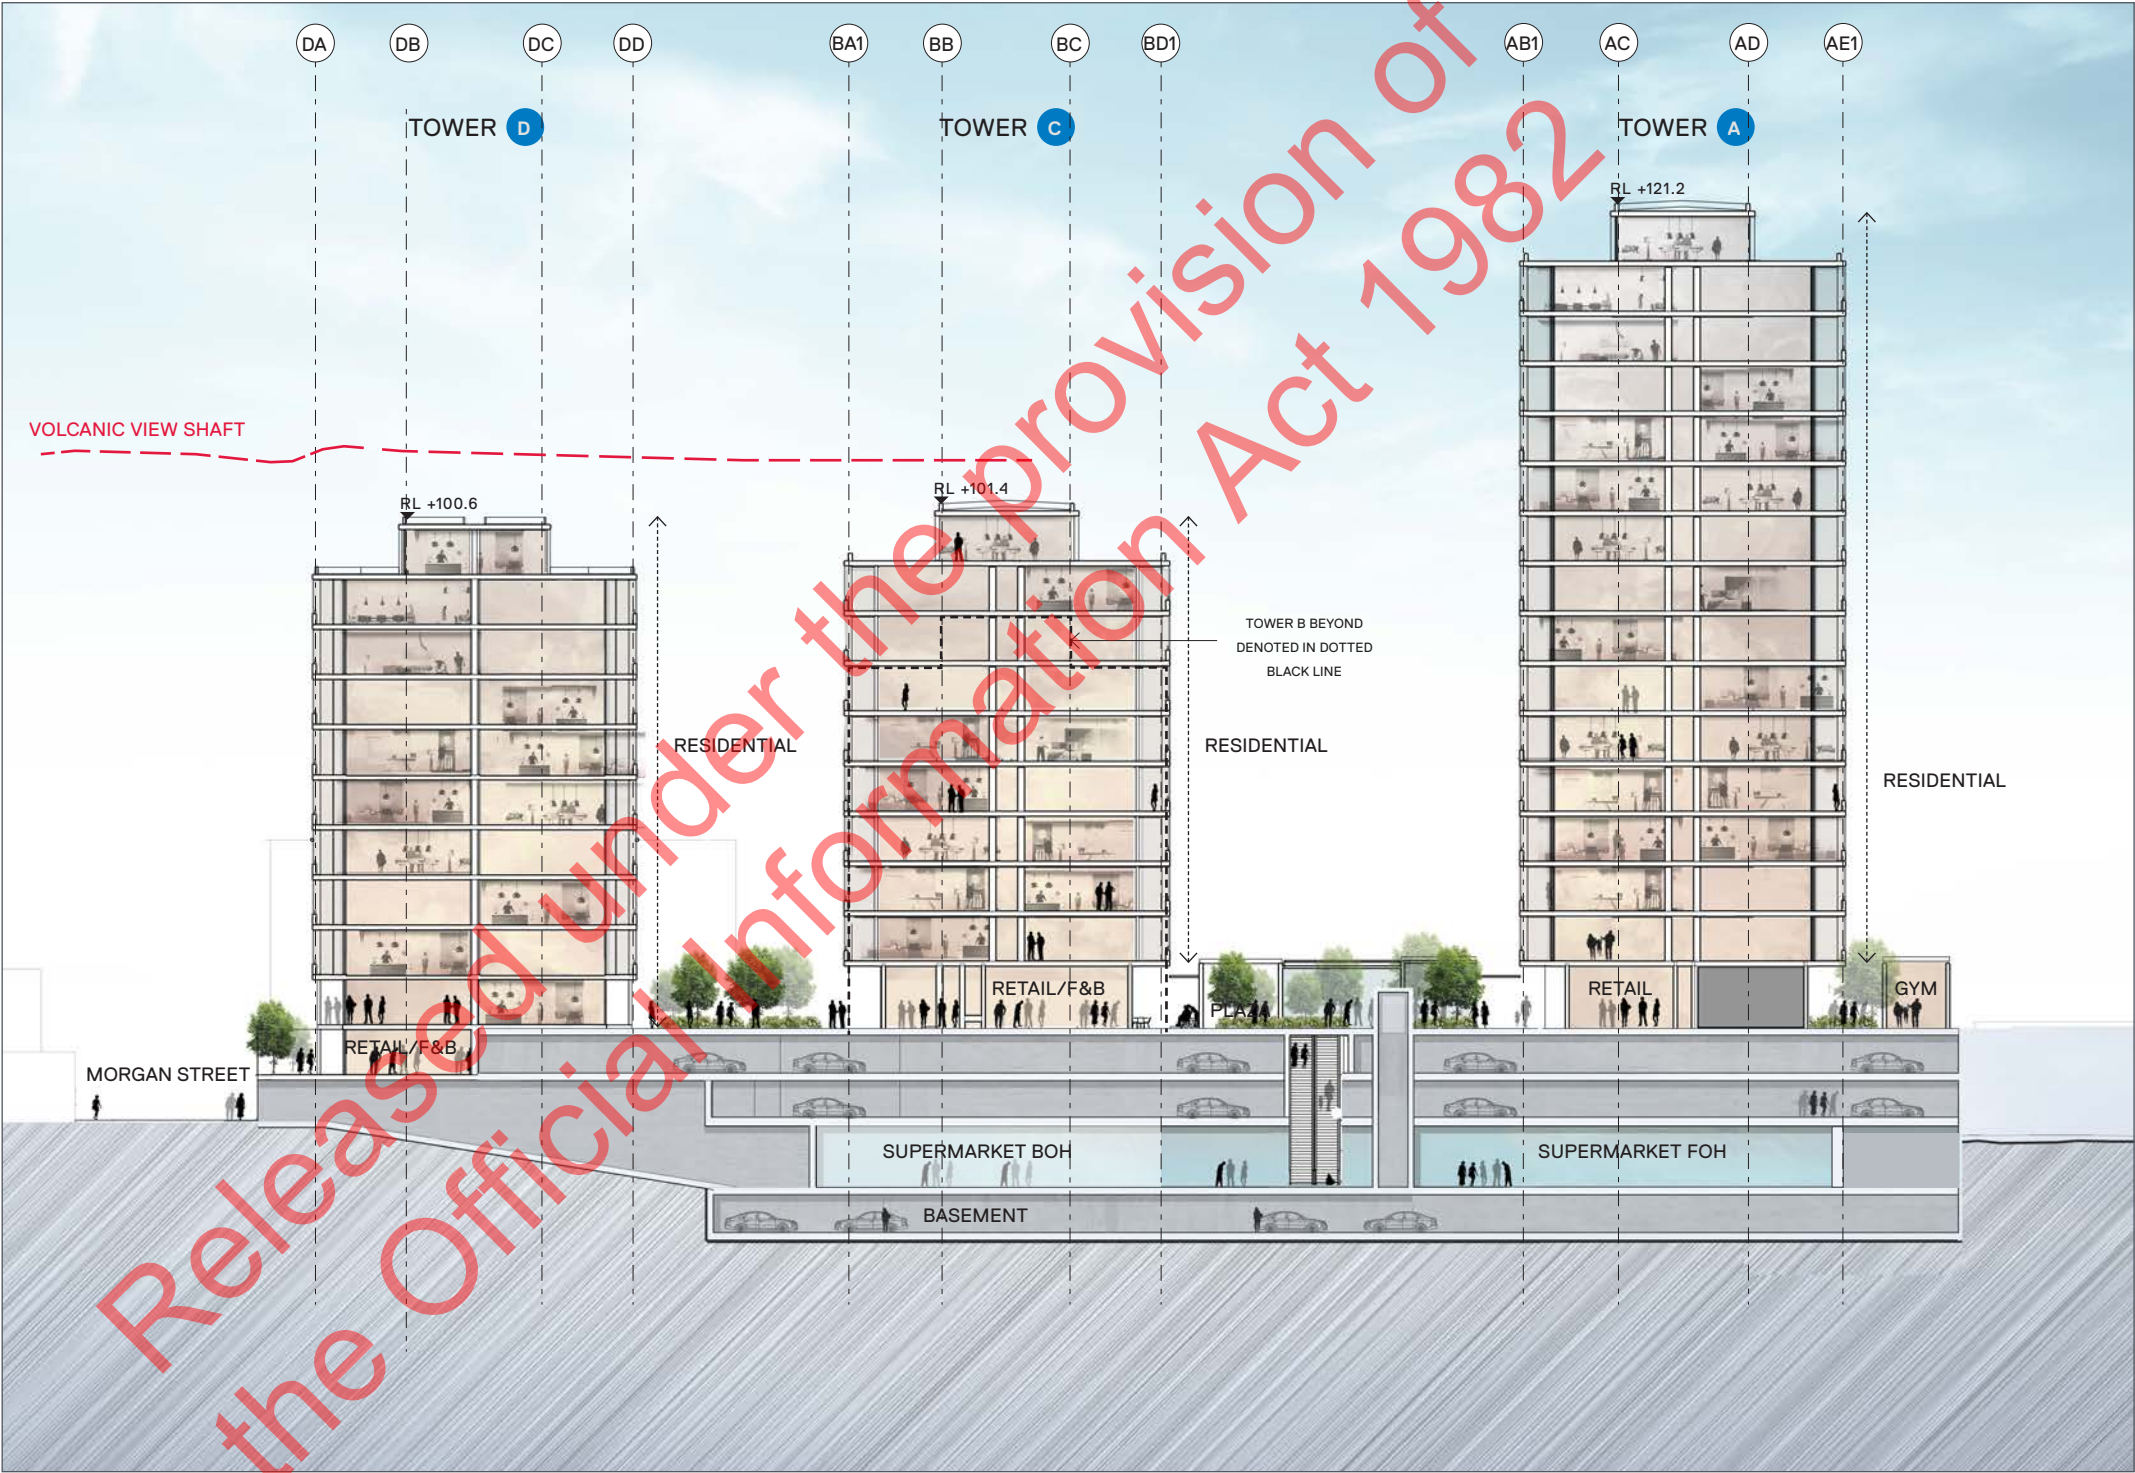 DA DB DC DD BA1 BB BC BD1 AB1 AC AD AE1
TOWER D
TOWER C
TOWER A
RL +121.2
VOLCANIC VIEW SHAFT
RL +100.6
RL +101.4
TOWER B BEYOND
DENOTED IN DOTTED
BLACK LINE
RESIDENTIAL
RESIDENTIAL
RESIDENTIAL
RETAIL/F&B
RETAIL
GYM
PLAZA
RETAIL/F&B
MORGAN STREET
SUPERMARKET BOH
SUPERMARKET FOH
BASEMENT
Released under the provision of
the Official Information Act 1982